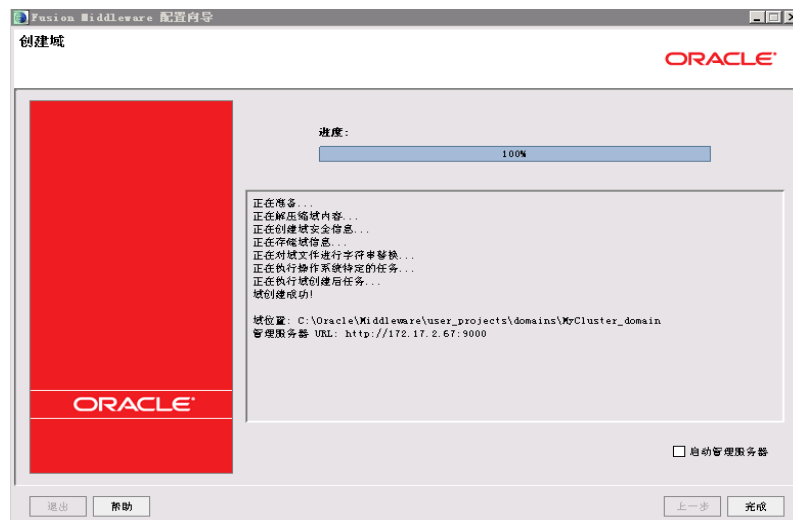 Fusion Middleware 配置向导
创建域
ORACLE
进度:
100%
正在准备...
正在解压缩域内容...
正在创建域安全信息...
正在存储域信息...
正在对域文件进行字符串替换...
正在执行操作系统特定的任务...
正在执行域创建后任务...
域创建成功!
域位置: C:\Oracle\Middleware\user_projects\domains\MyCluster_domain
管理服务器 URL: http://172.17.2.67:9000
ORACLE
启动管理服务器
退出 帮助 上一步 完成